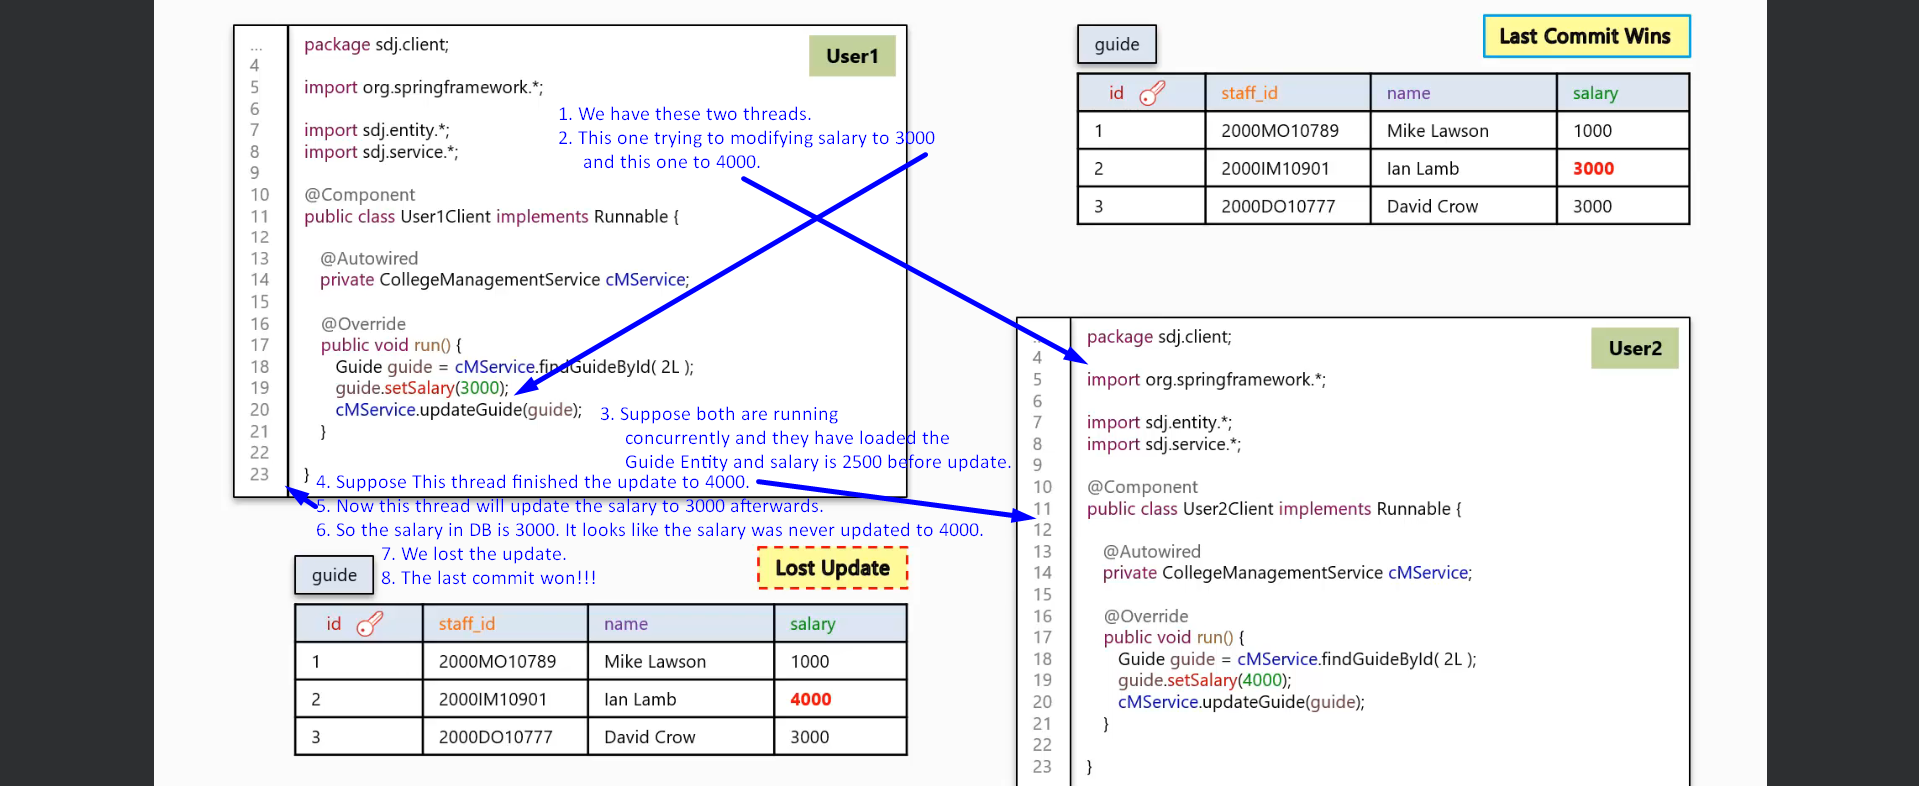 ...
package sdj.client;
User1
4
5
import org.springframework.*;
6
1. We have these two threads.
7
import sdj.entity.*;
2. This one trying to modifying salary to 3000
and this one to 4000.
8
import sdj.service.*;
9
10
@Component
11
public class User1Client implements Runnable {
12
13
@Autowired
14
private CollegeManagementService cMService;
15
16
@Override
17
public void run() {
18
Guide guide = cMService.findGuideById( 2L );
19
guide.setSalary(3000);
20
cMService.updateGuide(guide);
21
}
22
23
}
3. Suppose both are running
concurrently and they have loaded the
Guide Entity and salary is 2500 before update.
4. Suppose This thread finished the update to 4000.
5. Now this thread will update the salary to 3000 afterwards.
6. So the salary in DB is 3000. It looks like the salary was never updated to 4000.
7. We lost the update.
8. The last commit won!!!
guide
Lost Update
id staff_id name salary
1 2000MO10789 Mike Lawson 1000
2 2000IM10901 Ian Lamb 4000
3 2000DO10777 David Crow 3000
guide
Last Commit Wins
id staff_id name salary
1 2000MO10789 Mike Lawson 1000
2 2000IM10901 Ian Lamb 3000
3 2000DO10777 David Crow 3000
package sdj.client;
User2
4
5
import org.springframework.*;
6
7
import sdj.entity.*;
8
import sdj.service.*;
9
10
@Component
11
public class User2Client implements Runnable {
12
13
@Autowired
14
private CollegeManagementService cMService;
15
16
@Override
17
public void run() {
18
Guide guide = cMService.findGuideById( 2L );
19
guide.setSalary(4000);
20
cMService.updateGuide(guide);
21
}
22
23
}